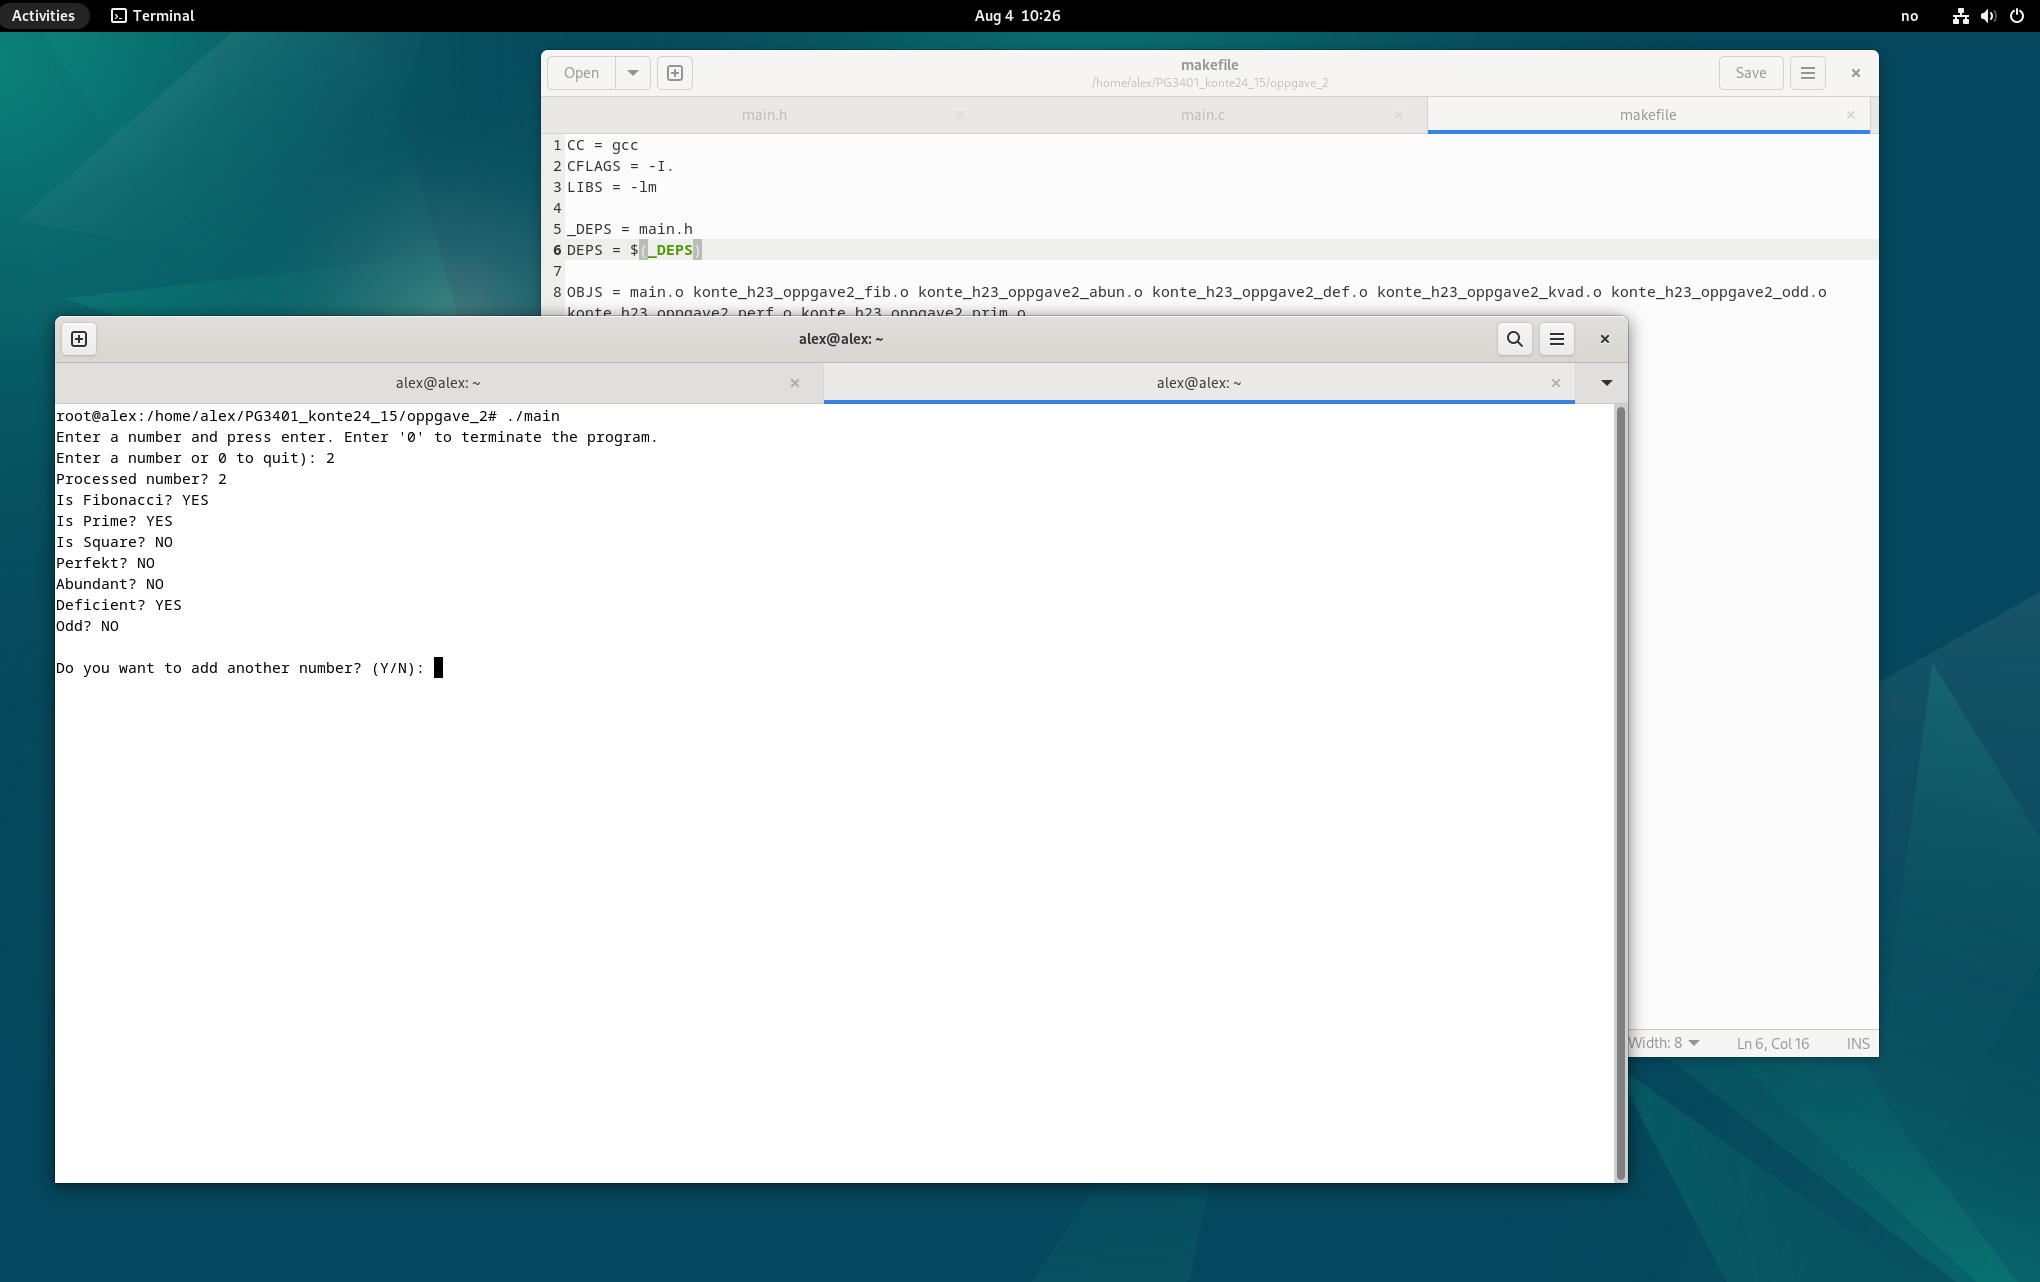 Activities Terminal Aug 4 10:26 no
Open makefile Save
/home/alex/PG3401_konte24_15/oppgave_2
main.h main.c makefile
1 CC = gcc
2 CFLAGS = -I.
3 LIBS = -lm
4
5 _DEPS = main.h
6 DEPS = $(_DEPS)
7
8 OBJS = main.o konte_h23_oppgave2_fib.o konte_h23_oppgave2_abun.o konte_h23_oppgave2_def.o konte_h23_oppgave2_kvad.o konte_h23_oppgave2_odd.o
konte_h23_oppgave2_perf.o konte_h23_oppgave2_prim.o
alex@alex: ~
alex@alex: ~ alex@alex: ~
root@alex:/home/alex/PG3401_konte24_15/oppgave_2# ./main
Enter a number and press enter. Enter '0' to terminate the program.
Enter a number or 0 to quit): 2
Processed number? 2
Is Fibonacci? YES
Is Prime? YES
Is Square? NO
Perfekt? NO
Abundant? NO
Deficient? YES
Odd? NO
Do you want to add another number? (Y/N):
Width: 8 Ln 6, Col 16 INS